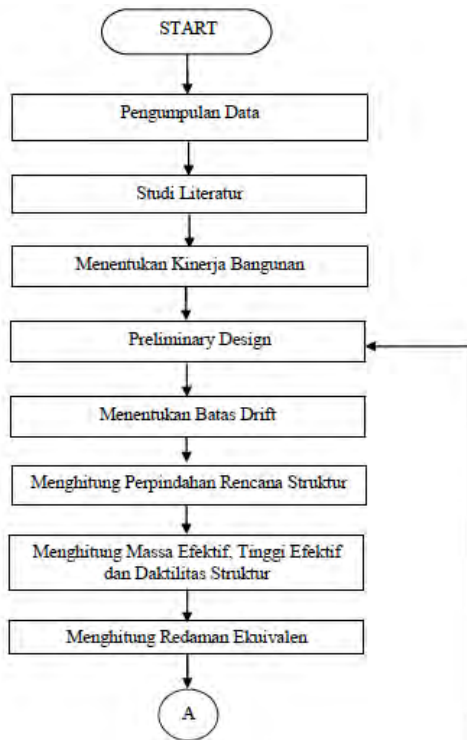 START
Pengumpulan Data
Studi Literatur
Menentukan Kinerja Bangunan
Preliminary Design
Menentukan Batas Drift
Menghitung Perpindahan Rencana Struktur
Menghitung Massa Efektif, Tinggi Efektif
dan Daktilitas Struktur
Menghitung Redaman Ekuivalen
A